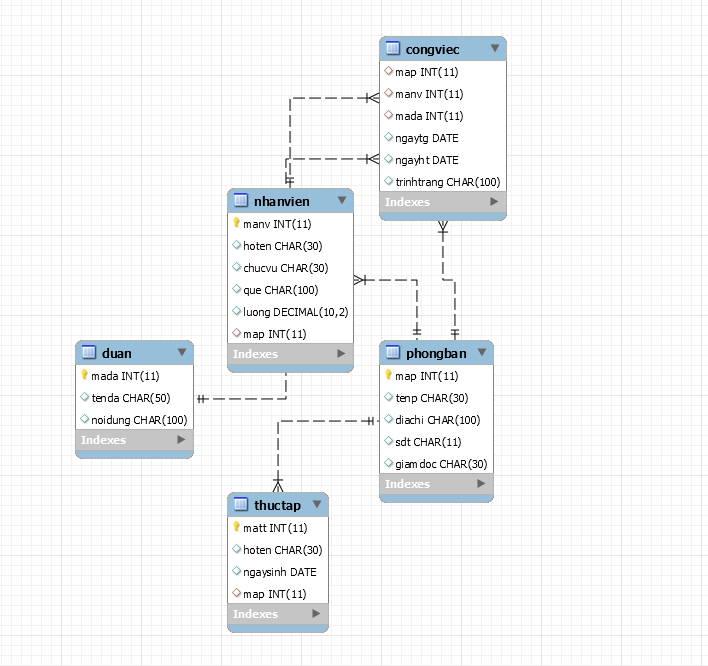 congviec
map INT(11)
manv INT(11)
mada INT(11)
ngaytg DATE
ngayht DATE
trinhtrang CHAR(100)
Indexes
nhanvien
manv INT(11)
hoten CHAR(30)
chucvu CHAR(30)
que CHAR(100)
luong DECIMAL(10,2)
map INT(11)
Indexes
duan
mada INT(11)
tenda CHAR(50)
noidung CHAR(100)
Indexes
phongban
map INT(11)
tenp CHAR(30)
diachi CHAR(100)
sdt CHAR(11)
giamdoc CHAR(30)
Indexes
thuctap
matt INT(11)
hoten CHAR(30)
ngaysinh DATE
map INT(11)
Indexes